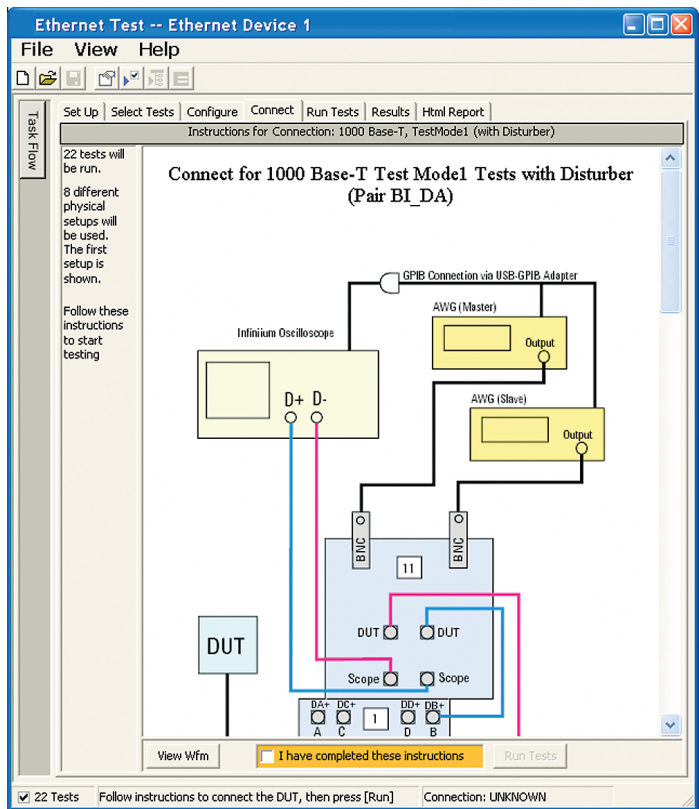 Ethernet Test -- Ethernet Device 1
File View Help
Task Flow
Set Up Select Tests Configure Connect Run Tests Results Html Report
Instructions for Connection: 1000 Base-T, TestMode1 (with Disturber)
22 tests will
be run.
8 different
physical
setups will
be used.
The first
setup is
shown.
Follow these
instructions
to start
testing
Connect for 1000 Base-T Test Mode1 Tests with Disturber
(Pair BI_DA)
GPIB Connection via USB-GPIB Adapter
AWG (Master)
Output
Infiniium Oscilloscope
D+ D-
AWG (Slave)
Output
BNC
BNC
11
DUT
DUT
DUT
Scope
Scope
DA+ DC+ DD+ DB+
1
A C D B
View Wfm
I have completed these instructions
Run Tests
22 Tests
Follow instructions to connect the DUT, then press [Run]
Connection: UNKNOWN